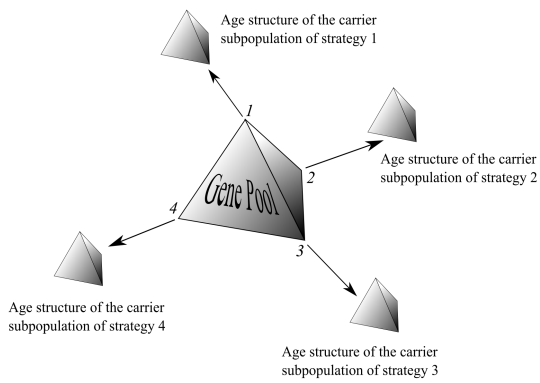 Age structure of the carrier
subpopulation of strategy 1
1
2
Age structure of the carrier
subpopulation of strategy 2
Gene Pool
4
3
Age structure of the carrier
subpopulation of strategy 4
Age structure of the carrier
subpopulation of strategy 3